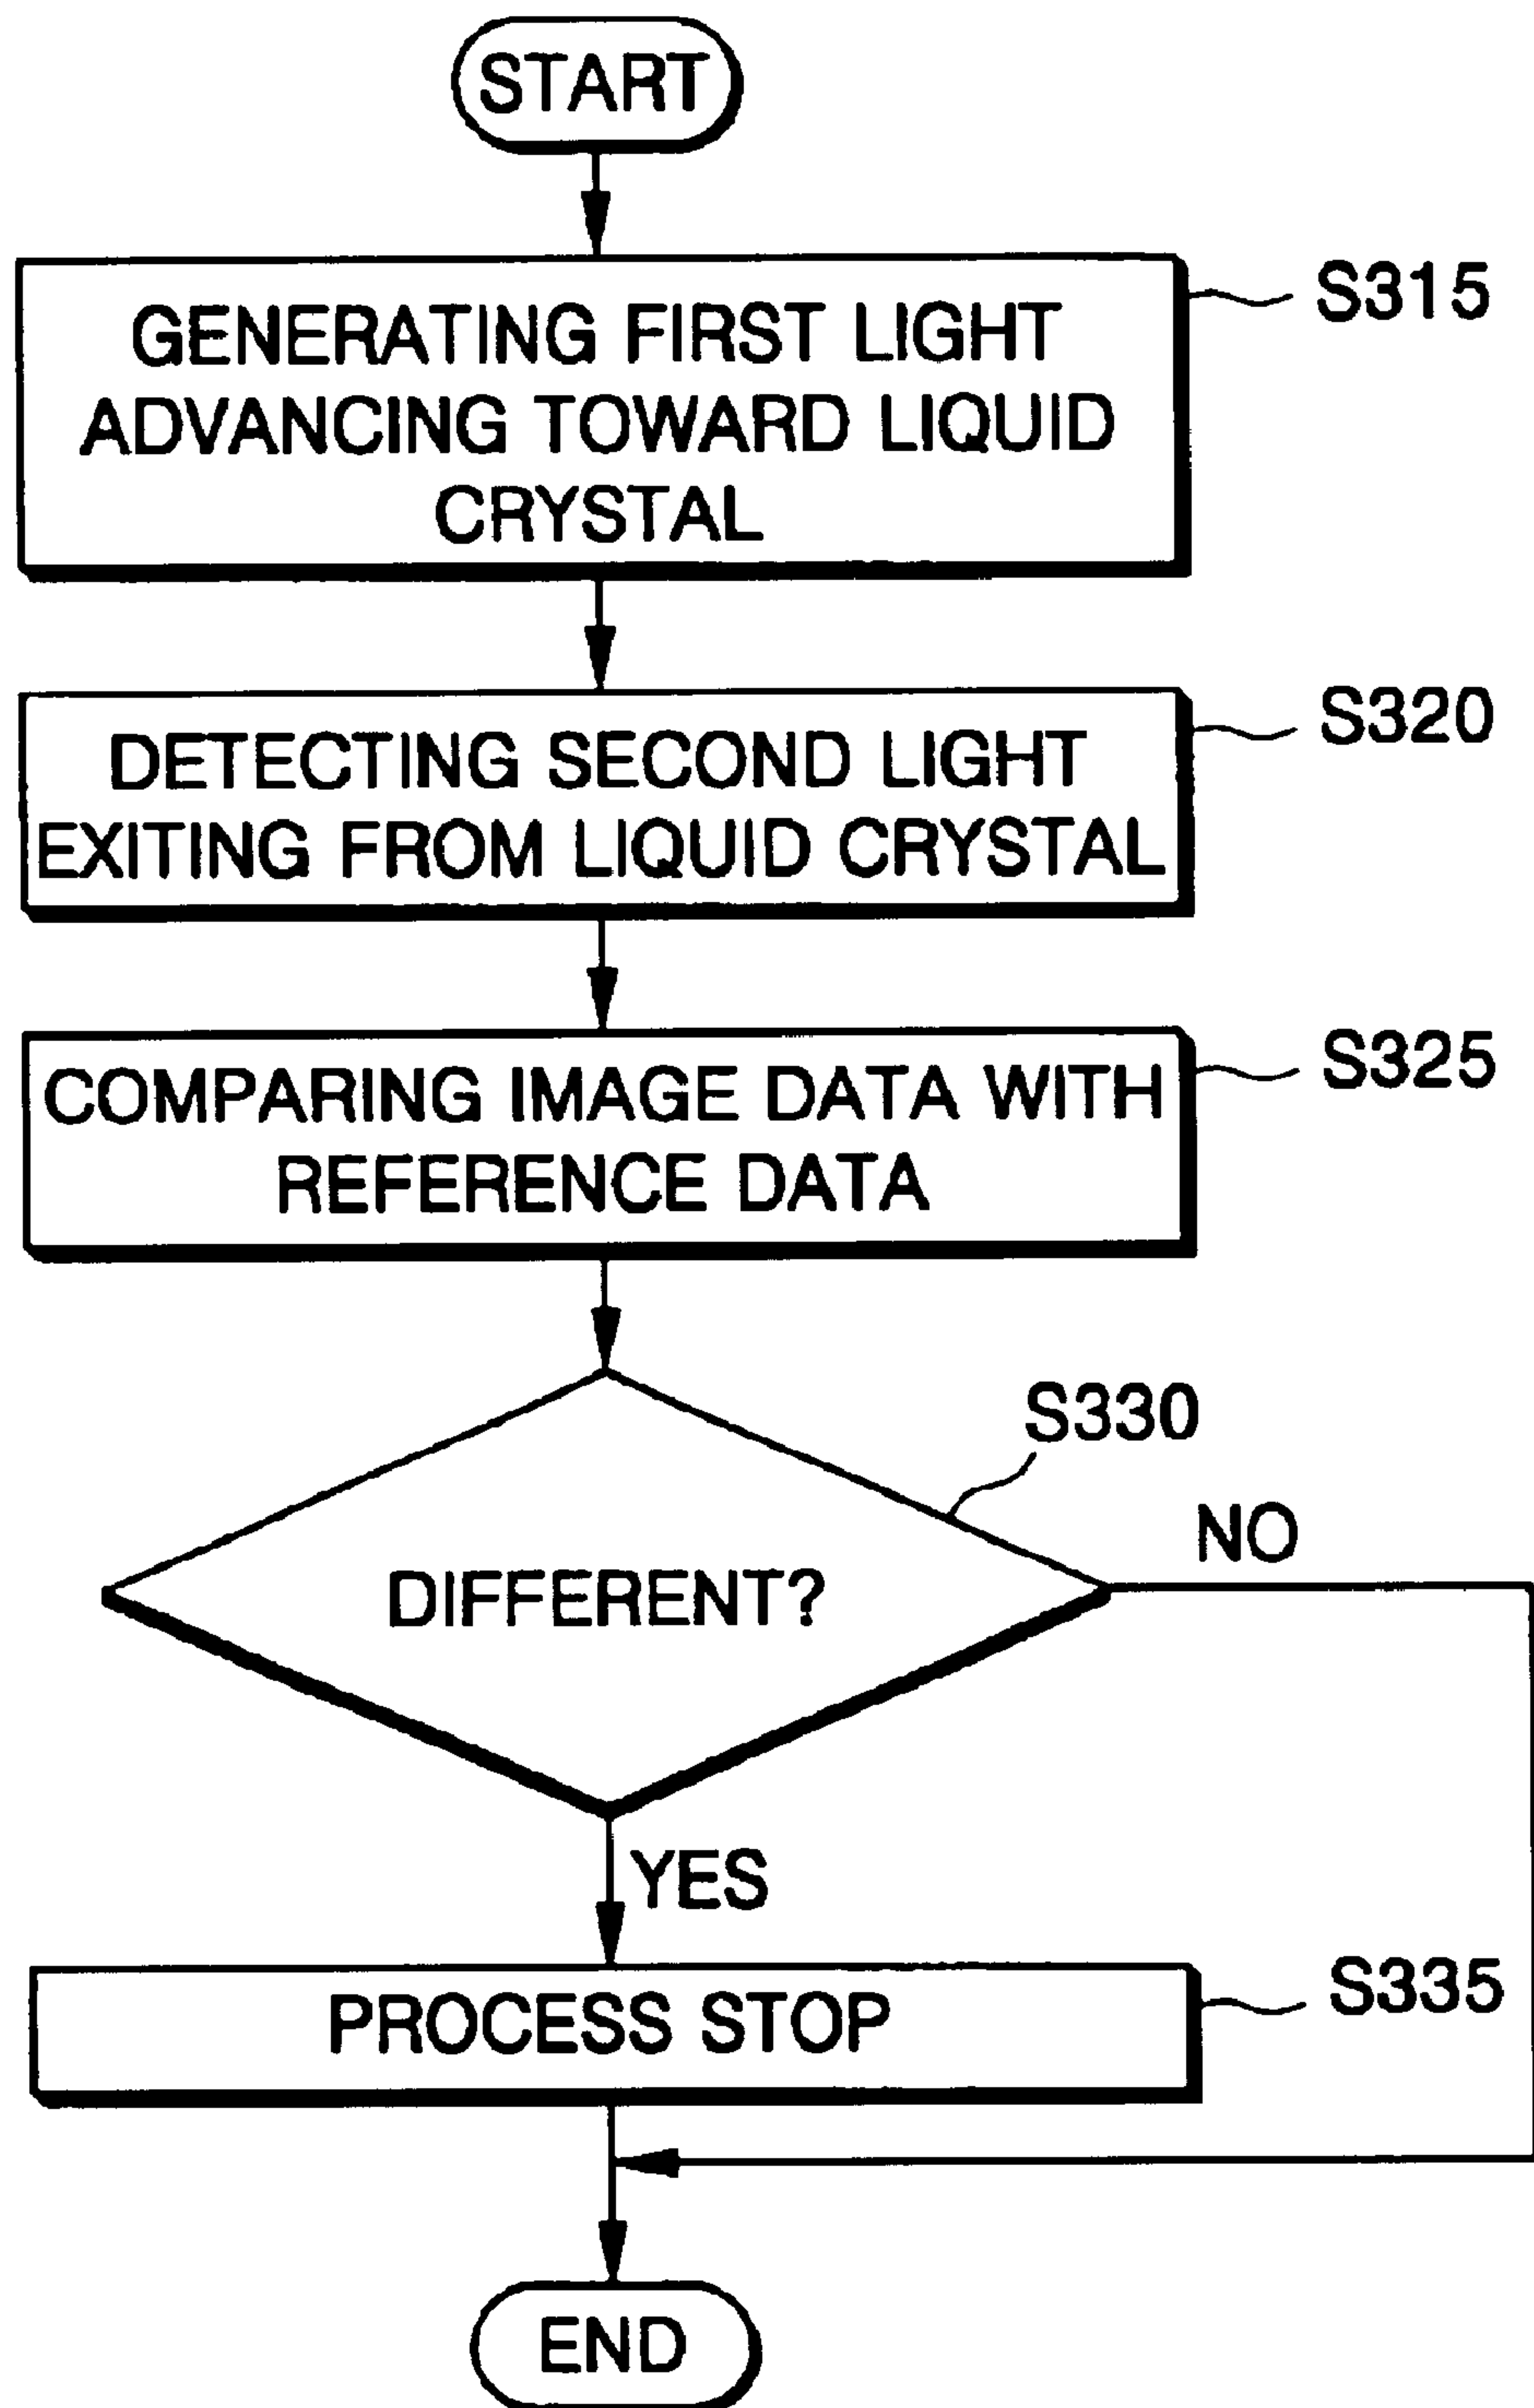 START
GENERATING FIRST LIGHT
ADVANCING TOWARD LIQUID
CRYSTAL
S315
DETECTING SECOND LIGHT
EXITING FROM LIQUID CRYSTAL
S320
COMPARING IMAGE DATA WITH
REFERENCE DATA
S325
S330
DIFFERENT?
NO
YES
PROCESS STOP
S335
END